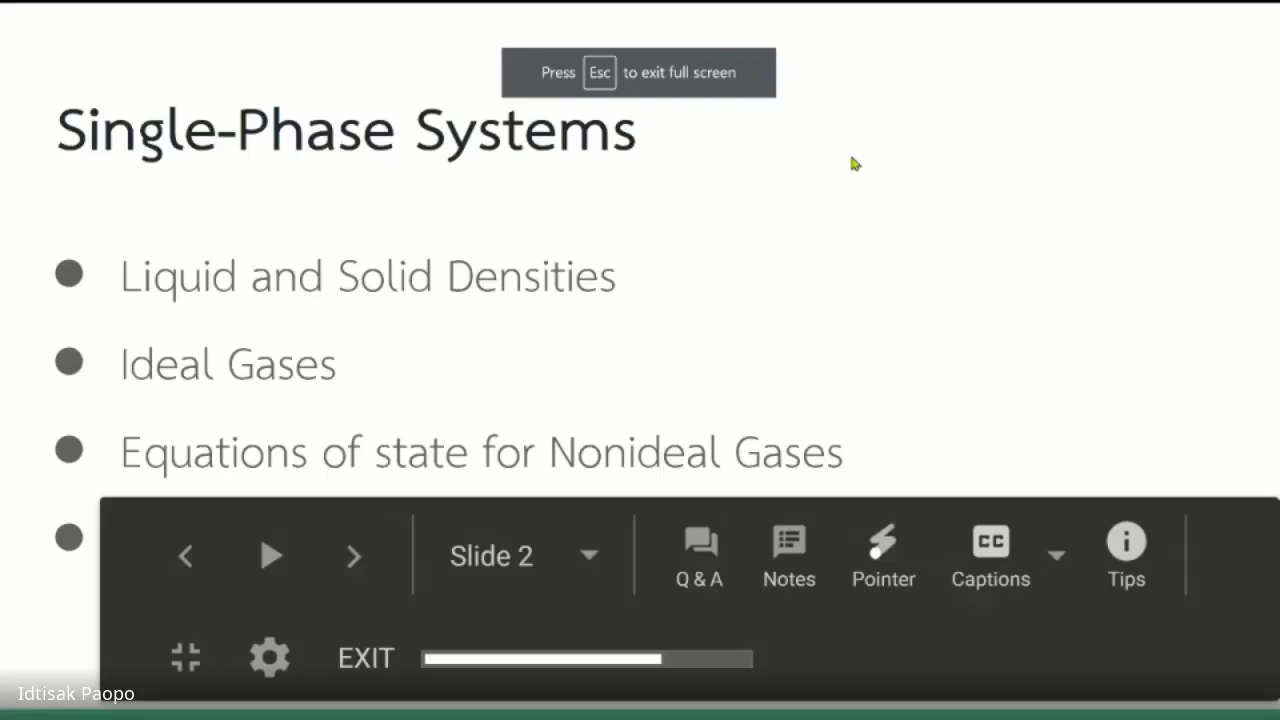 Press Esc to exit full screen
Single-Phase Systems
Liquid and Solid Densities
Ideal Gases
Equations of state for Nonideal Gases
Slide 2
Q & A
Notes
Pointer
CC
Captions
Tips
EXIT
Idtisak Paopo